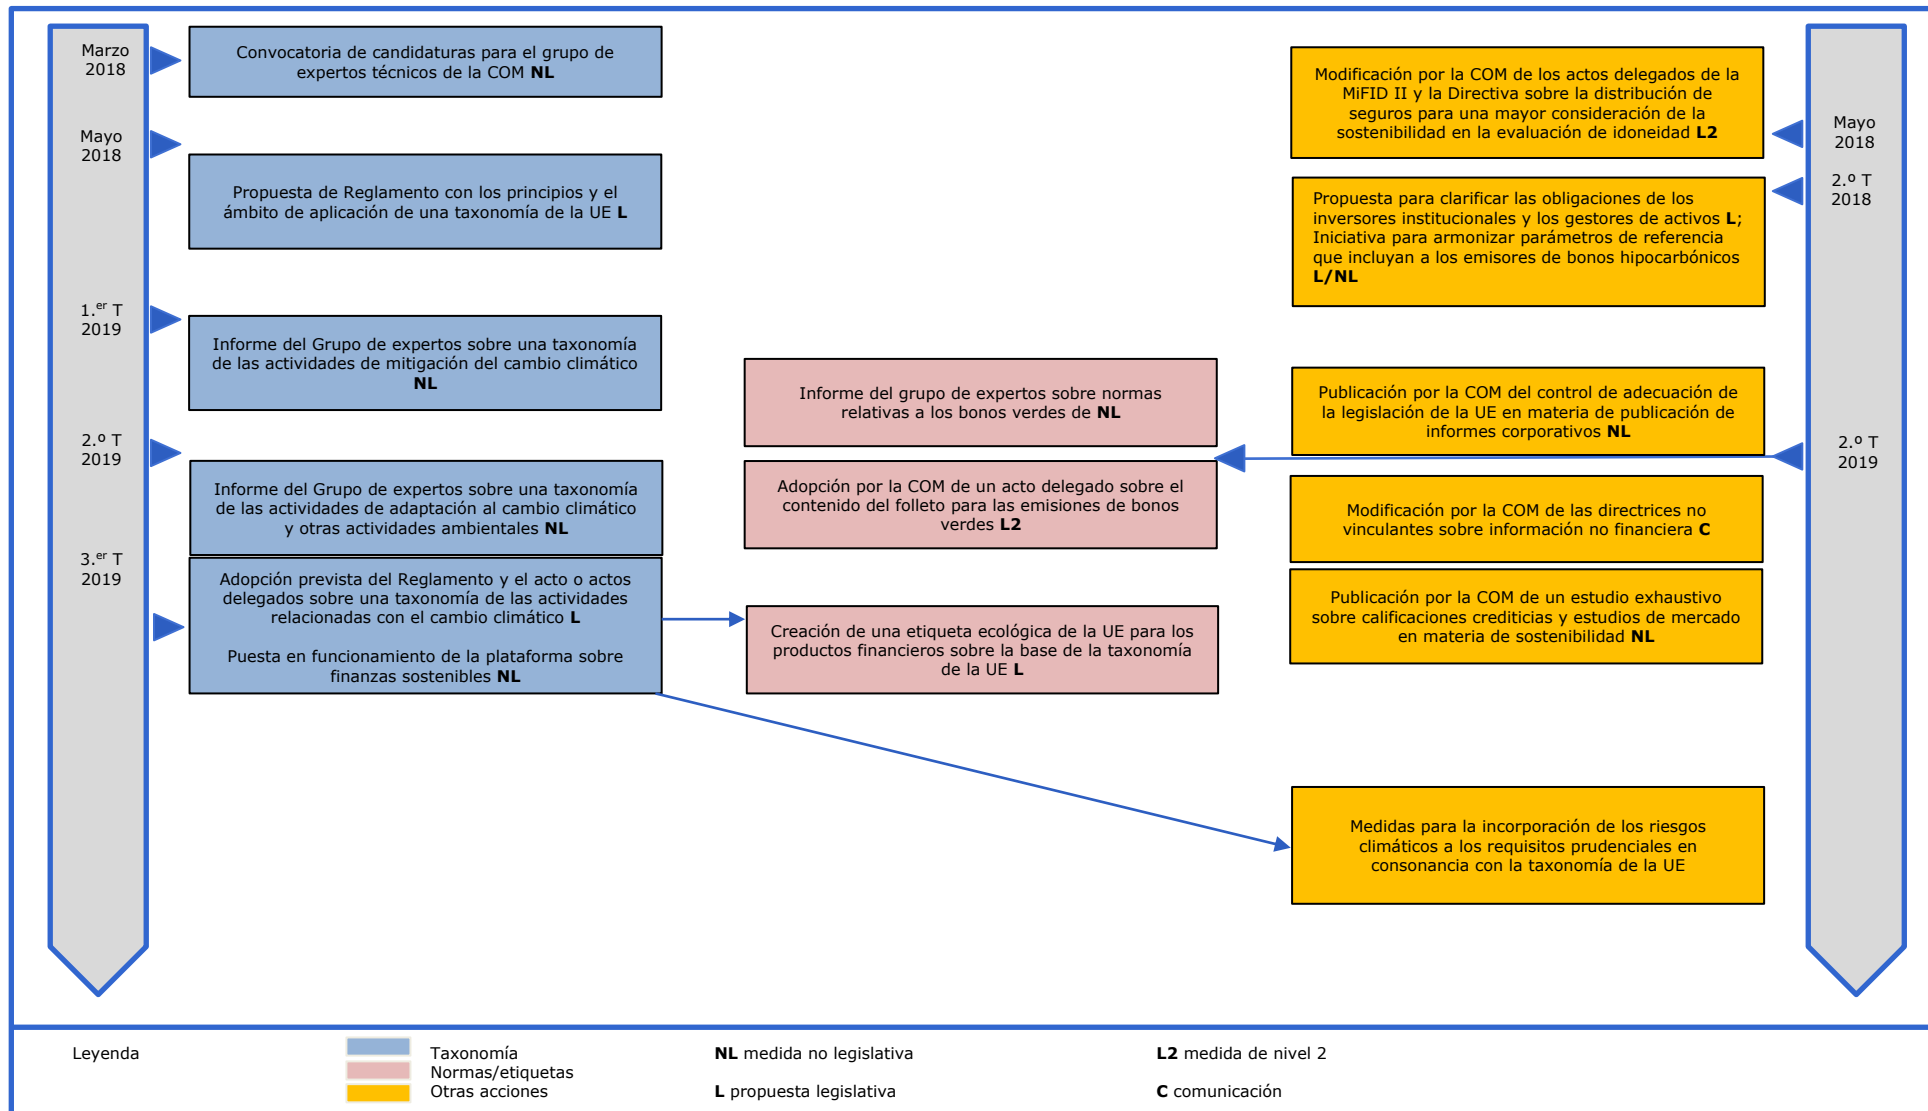 Marzo
2018
Convocatoria de candidaturas para el grupo de
expertos técnicos de la COM NL
Mayo
2018
Propuesta de Reglamento con los principios y el
ámbito de aplicación de una taxonomía de la UE L
1.er T
2019
Informe del Grupo de expertos sobre una taxonomía
de las actividades de mitigación del cambio climático
NL
2.º T
2019
Informe del Grupo de expertos sobre una taxonomía
de las actividades de adaptación al cambio climático
y otras actividades ambientales NL
3.er T
2019
Adopción prevista del Reglamento y el acto o actos
delegados sobre una taxonomía de las actividades
relacionadas con el cambio climático L
Puesta en funcionamiento de la plataforma sobre
finanzas sostenibles NL
Informe del grupo de expertos sobre normas
relativas a los bonos verdes de NL
Adopción por la COM de un acto delegado sobre el
contenido del folleto para las emisiones de bonos
verdes L2
Creación de una etiqueta ecológica de la UE para los
productos financieros sobre la base de la taxonomía
de la UE L
Modificación por la COM de los actos delegados de la
MiFID II y la Directiva sobre la distribución de
seguros para una mayor consideración de la
sostenibilidad en la evaluación de idoneidad L2
Mayo
2018
Propuesta para clarificar las obligaciones de los
inversores institucionales y los gestores de activos L;
Iniciativa para armonizar parámetros de referencia
que incluyan a los emisores de bonos hipocarbónicos
L/NL
2.º T
2018
Publicación por la COM del control de adecuación de
la legislación de la UE en materia de publicación de
informes corporativos NL
2.º T
2019
Modificación por la COM de las directrices no
vinculantes sobre información no financiera C
Publicación por la COM de un estudio exhaustivo
sobre calificaciones crediticias y estudios de mercado
en materia de sostenibilidad NL
Medidas para la incorporación de los riesgos
climáticos a los requisitos prudenciales en
consonancia con la taxonomía de la UE
Leyenda
Taxonomía
Normas/etiquetas
Otras acciones
NL medida no legislativa
L propuesta legislativa
L2 medida de nivel 2
C comunicación